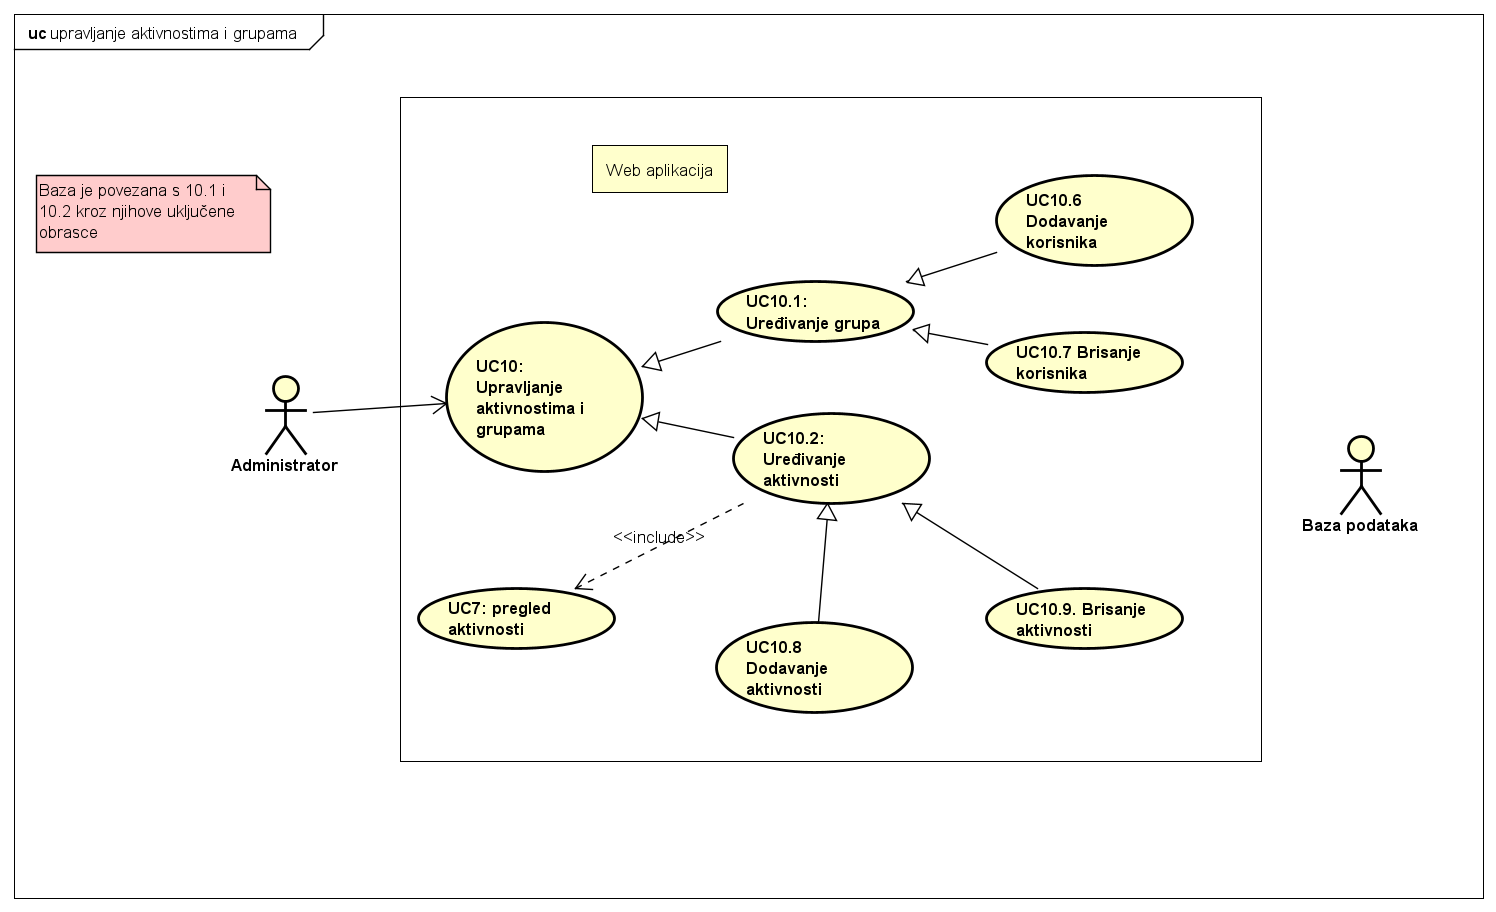 uc upravljanje aktivnostima i grupama
Web aplikacija
Baza je povezana s 10.1 i
10.2 kroz njihove uključene
obrasce
UC10.6
Dodavanje
korisnika
UC10.1:
Uređivanje grupa
UC10.7 Brisanje
korisnika
UC10:
Upravljanje
aktivnostima i
grupama
Administrator
UC10.2:
Uređivanje
aktivnosti
Baza podataka
<<include>>
UC7: pregled
aktivnosti
UC10.8
Dodavanje
aktivnosti
UC10.9. Brisanje
aktivnosti